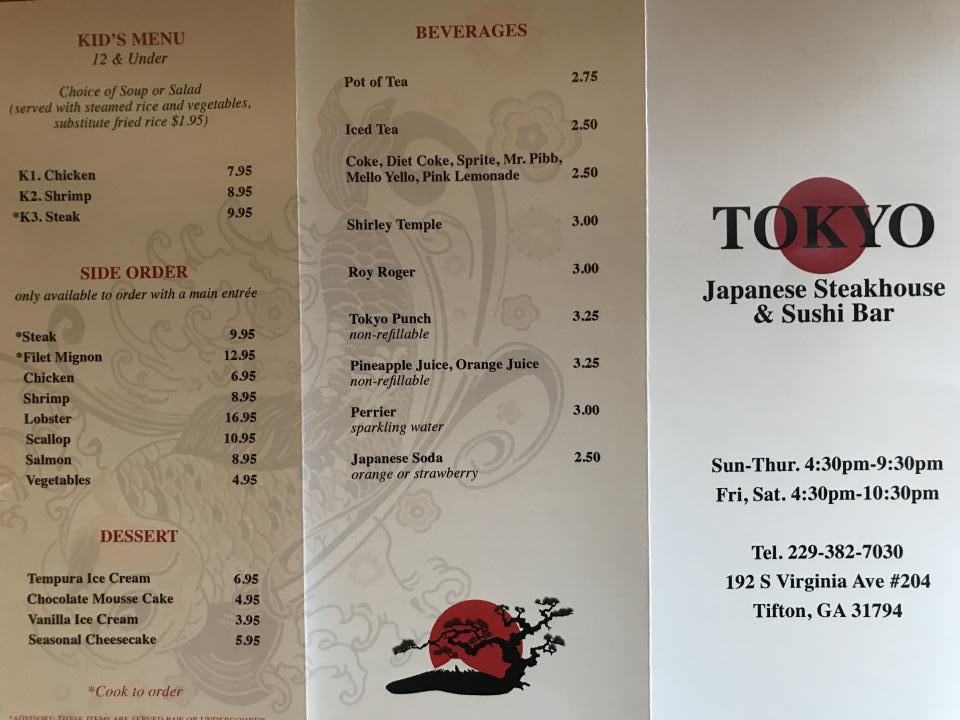 KID'S MENU
12 & Under
Choice of Soup or Salad
(served with steamed rice and vegetables,
substitute fried rice $1.95)
K1. Chicken 7.95
K2. Shrimp 8.95
*K3. Steak 9.95
SIDE ORDER
only available to order with a main entrée
*Steak 9.95
*Filet Mignon 12.95
Chicken 6.95
Shrimp 8.95
Lobster 16.95
Scallop 10.95
Salmon 8.95
Vegetables 4.95
DESSERT
Tempura Ice Cream 6.95
Chocolate Mousse Cake 4.95
Vanilla Ice Cream 3.95
Seasonal Cheesecake 5.95
*Cook to order
*ADVISORY: THESE ITEMS ARE SERVED RAW OR UNDERCOOKED
BEVERAGES
Pot of Tea 2.75
Iced Tea 2.50
Coke, Diet Coke, Sprite, Mr. Pibb,
Mello Yello, Pink Lemonade 2.50
Shirley Temple 3.00
Roy Roger 3.00
Tokyo Punch 3.25
non-refillable
Pineapple Juice, Orange Juice 3.25
non-refillable
Perrier 3.00
sparkling water
Japanese Soda 2.50
orange or strawberry
TOKYO
Japanese Steakhouse
& Sushi Bar
Sun-Thur. 4:30pm-9:30pm
Fri, Sat. 4:30pm-10:30pm
Tel. 229-382-7030
192 S Virginia Ave #204
Tifton, GA 31794